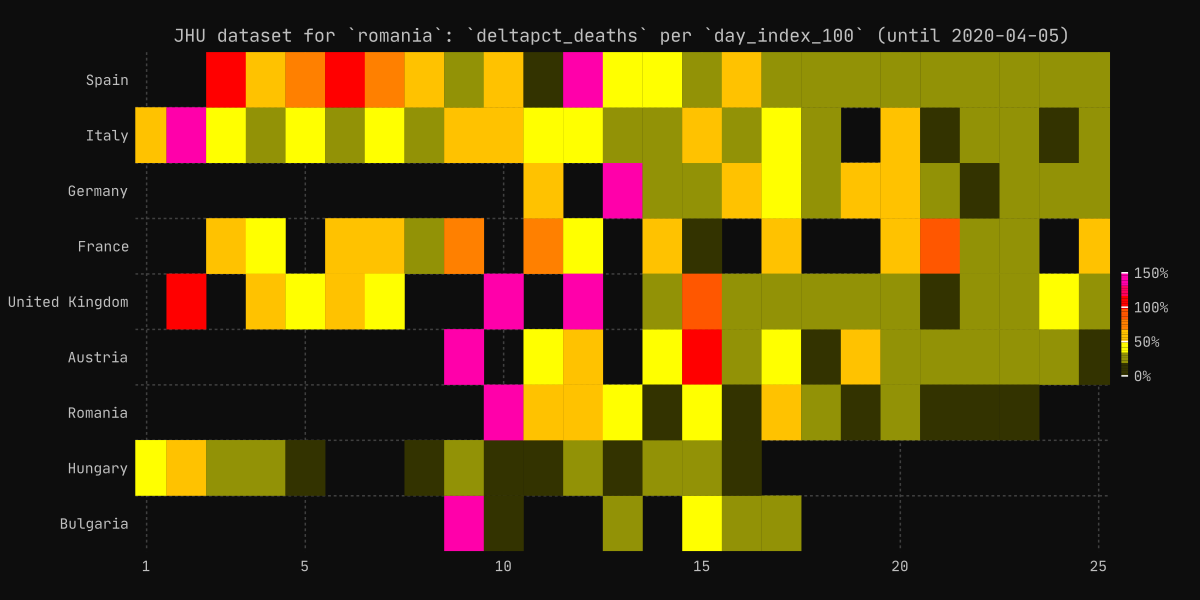 JHU dataset for `romania`: `deltapct_deaths` per `day_index_100` (until 2020-04-05)
Spain
Italy
Germany
France
United Kingdom
Austria
Romania
Hungary
Bulgaria
150%
100%
50%
0%
1 5 10 15 20 25